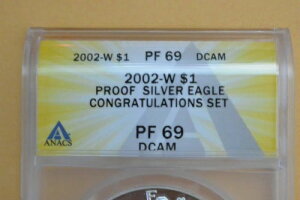 2002-W $1 PF 69 DCAM
2002-W $1
PROOF SILVER EAGLE
CONGRATULATIONS SET
ANACS
PF 69
DCAM